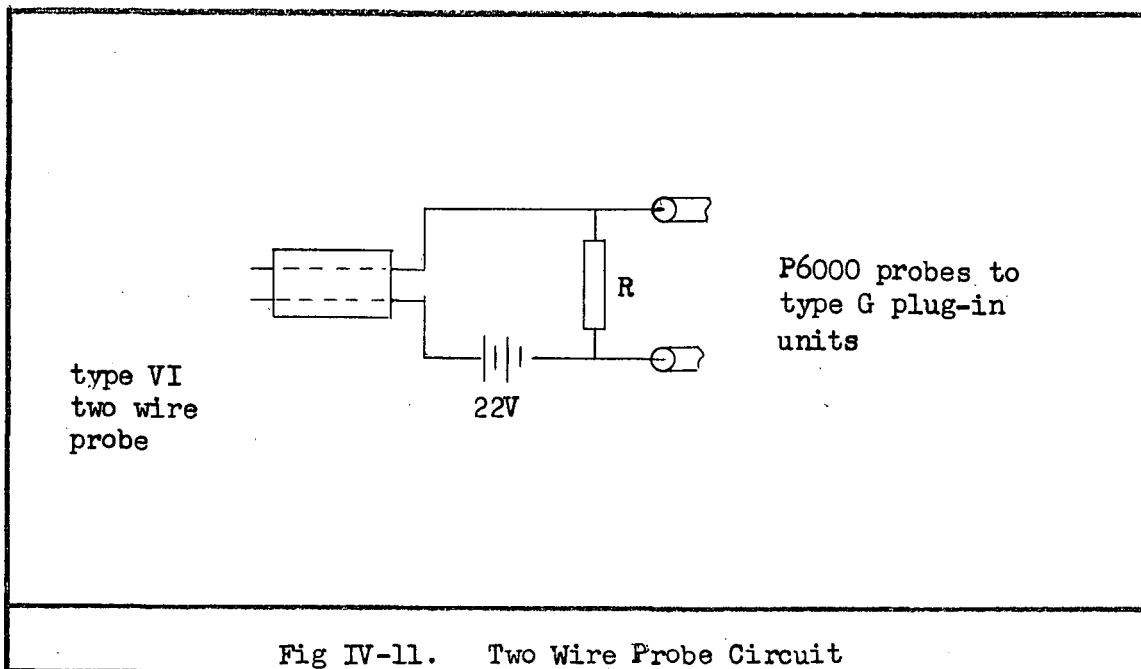 R
P6000 probes to
type G plug-in
units
type VI
two wire
probe
22V
Fig IV-11. Two Wire Probe Circuit